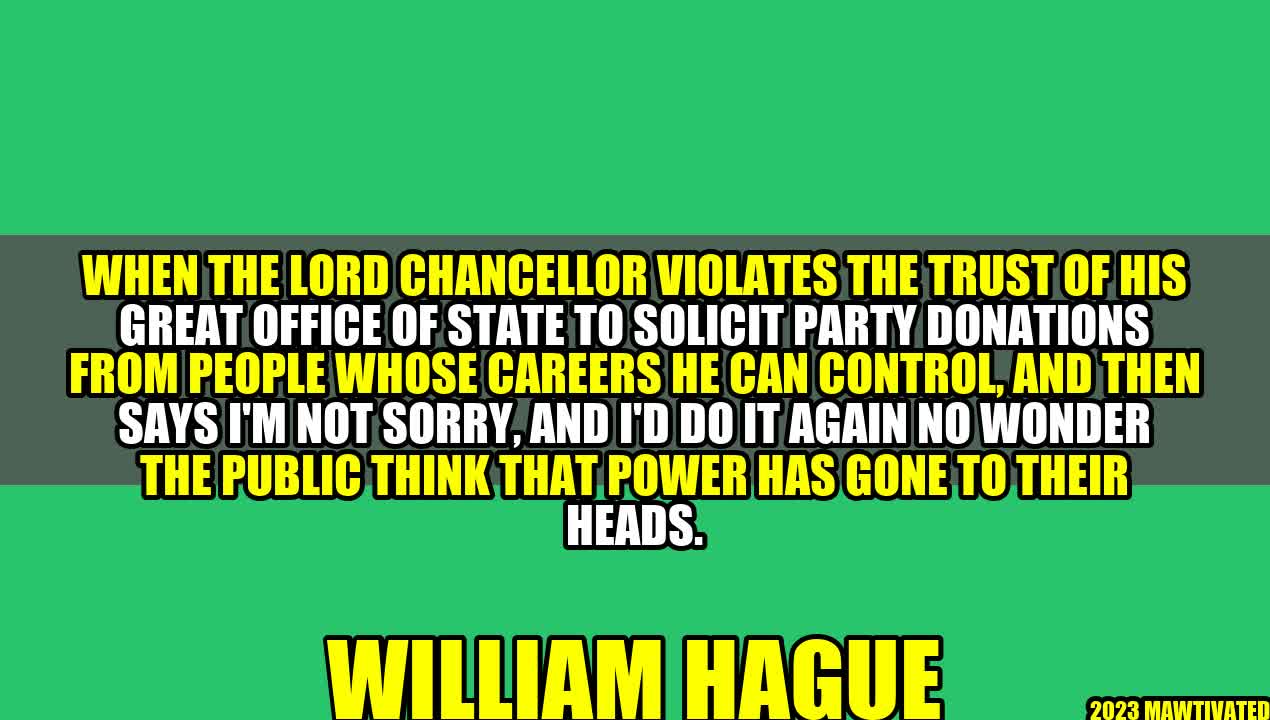 WHEN THE LORD CHANCELLOR VIOLATES THE TRUST OF HIS
GREAT OFFICE OF STATE TO SOLICIT PARTY DONATIONS
FROM PEOPLE WHOSE CAREERS HE CAN CONTROL, AND THEN
SAYS I'M NOT SORRY, AND I'D DO IT AGAIN NO WONDER
THE PUBLIC THINK THAT POWER HAS GONE TO THEIR
HEADS.
WILLIAM HAGUE
2023 MAWTIVATED